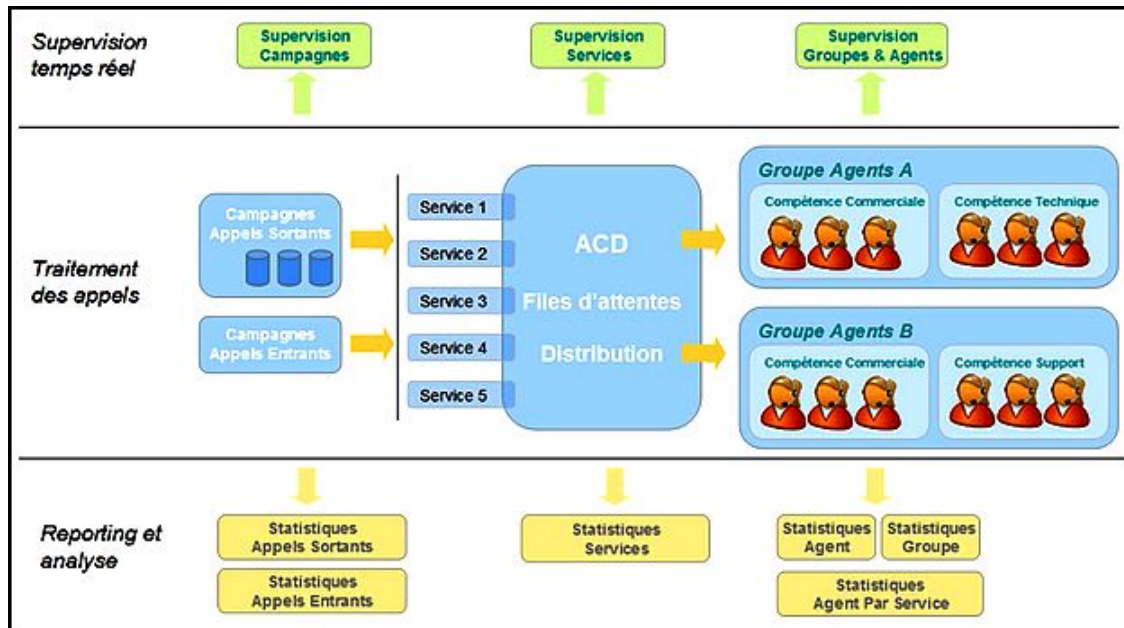 Supervision
temps réel
Supervision
Campagnes
Supervision
Services
Supervision
Groupes & Agents
Traitement
des appels
Campagnes
Appels Sortants
Campagnes
Appels Entrants
Service 1
Service 2
Service 3
Service 4
Service 5
ACD
Files d'attentes
Distribution
Groupe Agents A
Compétence Commerciale
Compétence Technique
Groupe Agents B
Compétence Commerciale
Compétence Support
Reporting et
analyse
Statistiques
Appels Sortants
Statistiques
Appels Entrants
Statistiques
Services
Statistiques
Agent
Statistiques
Groupe
Statistiques
Agent Par Service